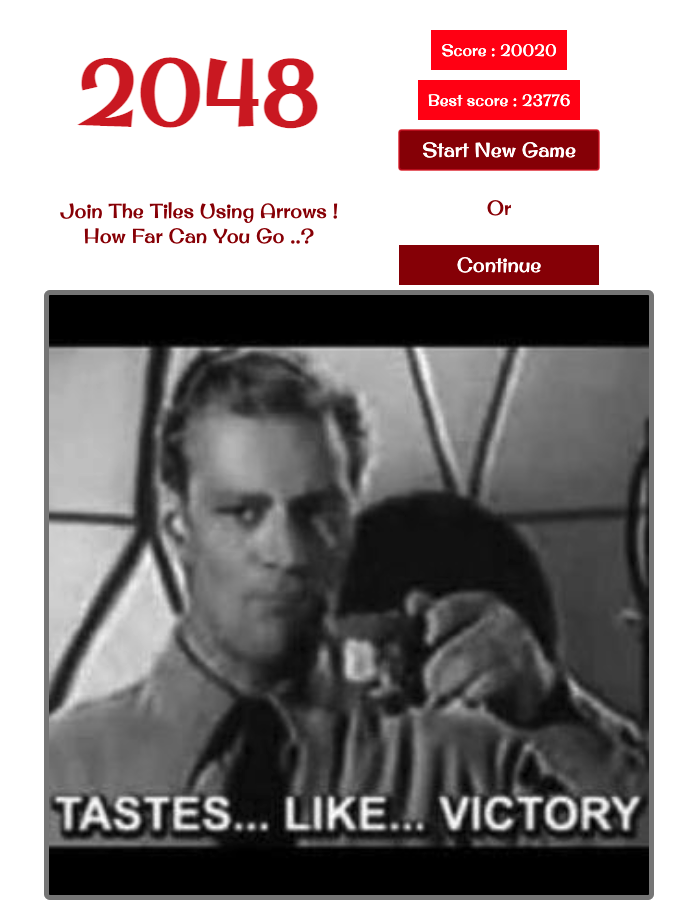 2048
Score : 20020
Best score : 23776
Start New Game
Join The Tiles Using Arrows !
How Far Can You Go ..?
Or
Continue
TASTES... LIKE... VICTORY